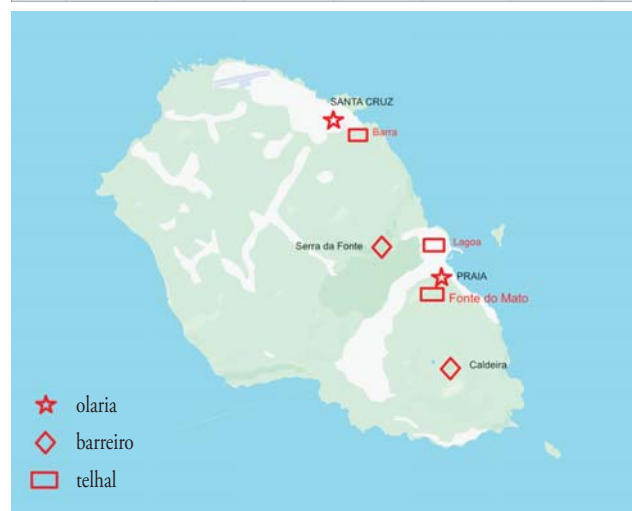 SANTA CRUZ
Barra
Serra da Fonte
Lagoa
PRAIA
Fonte do Mato
Caldeira
olaria
barreiro
telhal